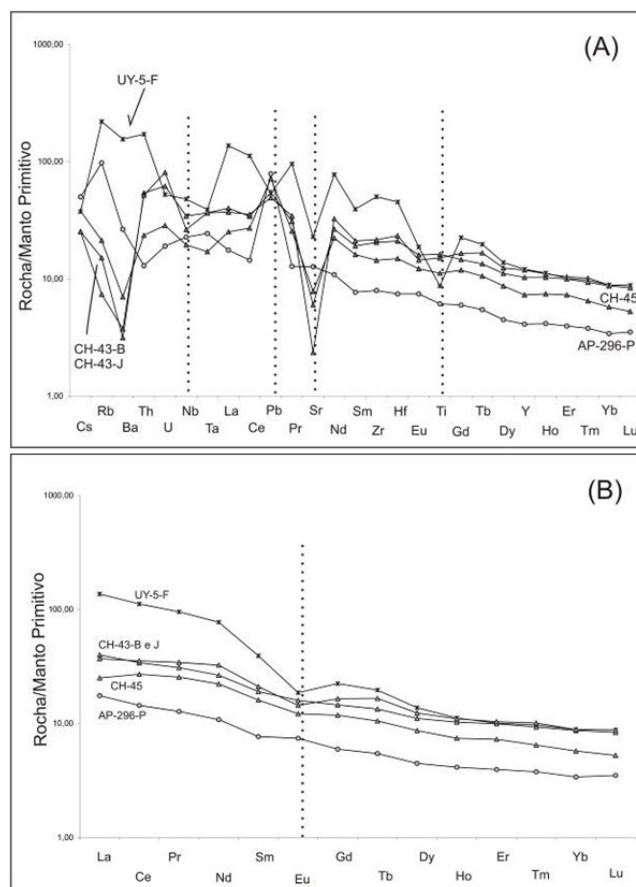 (A)
1000,00
UY-5-F
100,00
Rocha/Manto Primitivo
10,00
CH-43-B
CH-43-J
CH-45
AP-296-P
1,00
Rb Th Nb La Pb Sr Sm Hf Ti Tb Y Er Yb
Cs Ba U Ta Ce Pr Nd Zr Eu Gd Dy Ho Tm Lu
(B)
1000,00
UY-5-F
100,00
Rocha/Manto Primitivo
CH-43-B e J
CH-45
AP-296-P
10,00
1,00
La Pr Sm Gd Dy Er Yb
Ce Nd Eu Tb Ho Tm Lu